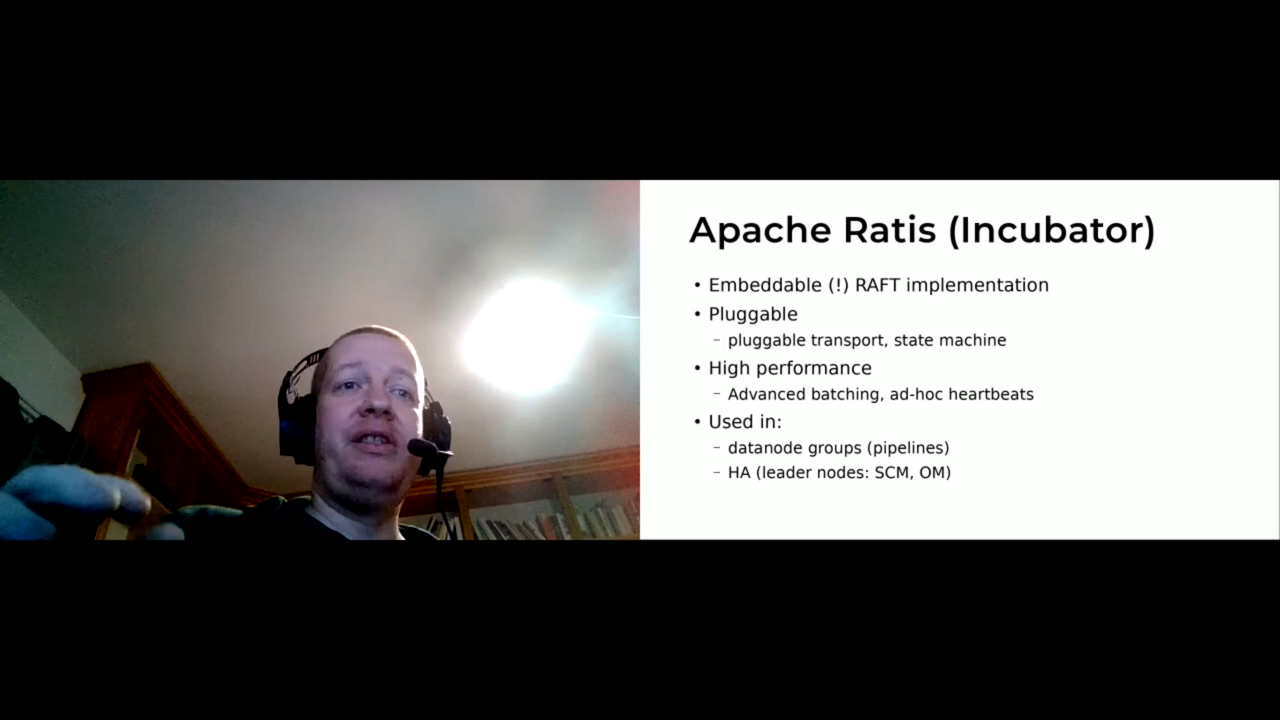 Apache Ratis (Incubator)
• Embeddable (!) RAFT implementation
• Pluggable
– pluggable transport, state machine
• High performance
– Advanced batching, ad-hoc heartbeats
• Used in:
– datanode groups (pipelines)
– HA (leader nodes: SCM, OM)